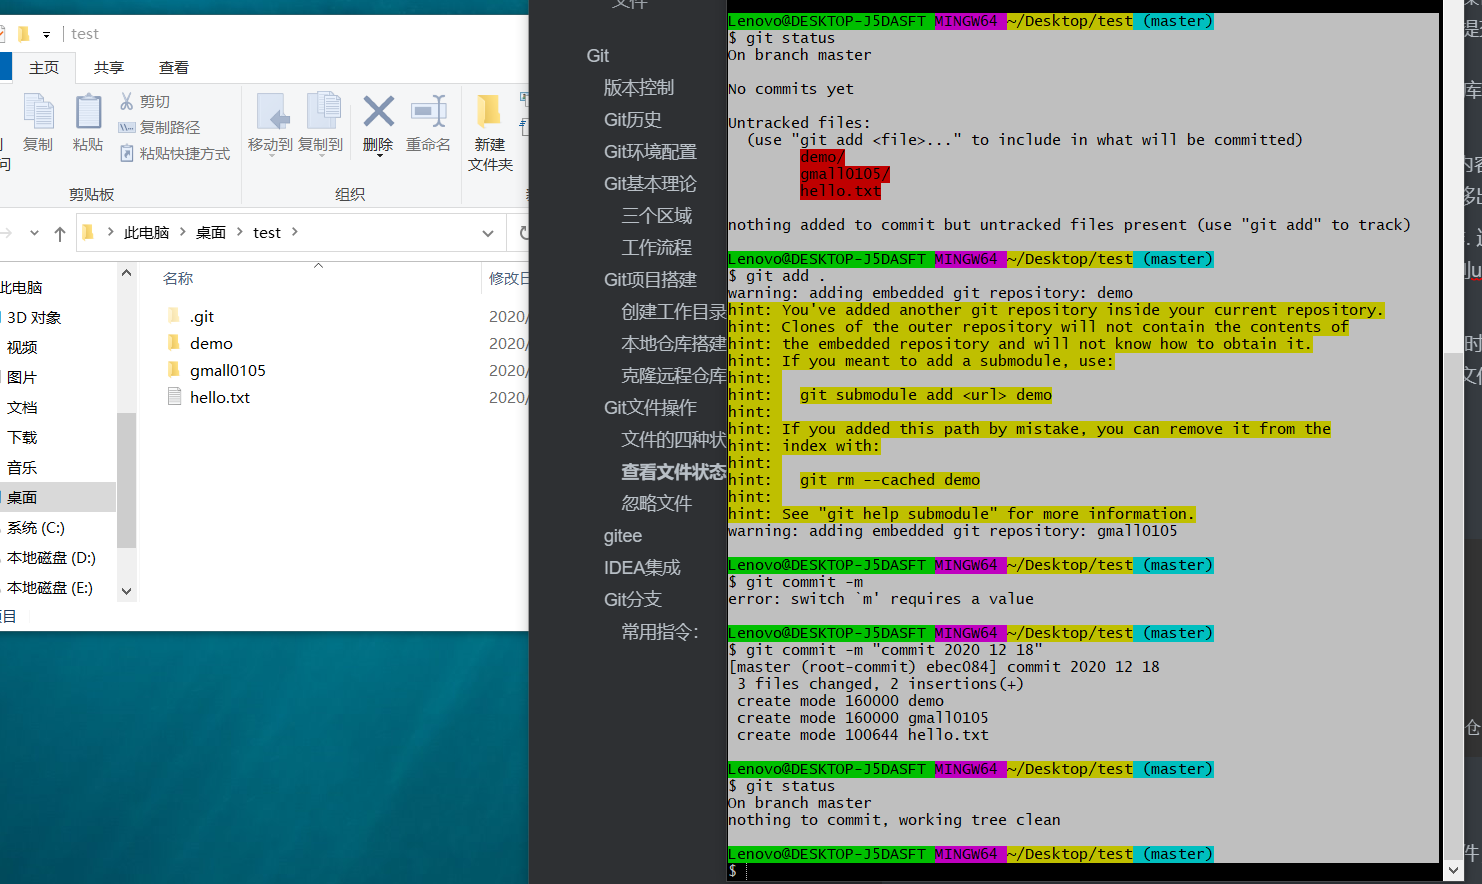 test
主页
共享
查看
复制
粘贴
剪切
复制路径
粘贴快捷方式
移动到
复制到
删除
重命名
新建
文件夹
剪贴板
组织
此电脑
桌面
test
此电脑
3D 对象
视频
图片
文档
下载
音乐
桌面
系统 (C:)
本地磁盘 (D:)
本地磁盘 (E:)
名称
修改日
.git
2020/
demo
2020/
gmall0105
2020/
hello.txt
2020/
文件
Git
版本控制
Git历史
Git环境配置
Git基本理论
三个区域
工作流程
Git项目搭建
创建工作目录
本地仓库搭建
克隆远程仓库
Git文件操作
文件的四种状
查看文件状态
忽略文件
gitee
IDEA集成
Git分支
常用指令：
Lenovo@DESKTOP-J5DASFT MINGW64 ~/Desktop/test (master)
$ git status
On branch master
No commits yet
Untracked files:
(use "git add <file>..." to include in what will be committed)
demo/
gmall0105/
hello.txt
nothing added to commit but untracked files present (use "git add" to track)
Lenovo@DESKTOP-J5DASFT MINGW64 ~/Desktop/test (master)
$ git add .
warning: adding embedded git repository: demo
hint: You've added another git repository inside your current repository.
hint: Clones of the outer repository will not contain the contents of
hint: the embedded repository and will not know how to obtain it.
hint: If you meant to add a submodule, use:
hint:
hint: git submodule add <url> demo
hint:
hint: If you added this path by mistake, you can remove it from the
hint: index with:
hint:
hint: git rm --cached demo
hint:
hint: See "git help submodule" for more information.
warning: adding embedded git repository: gmall0105
Lenovo@DESKTOP-J5DASFT MINGW64 ~/Desktop/test (master)
$ git commit -m
error: switch `m' requires a value
Lenovo@DESKTOP-J5DASFT MINGW64 ~/Desktop/test (master)
$ git commit -m "commit 2020 12 18"
[master (root-commit) ebec084] commit 2020 12 18
3 files changed, 2 insertions(+)
create mode 160000 demo
create mode 160000 gmall0105
create mode 100644 hello.txt
Lenovo@DESKTOP-J5DASFT MINGW64 ~/Desktop/test (master)
$ git status
On branch master
nothing to commit, working tree clean
Lenovo@DESKTOP-J5DASFT MINGW64 ~/Desktop/test (master)
$